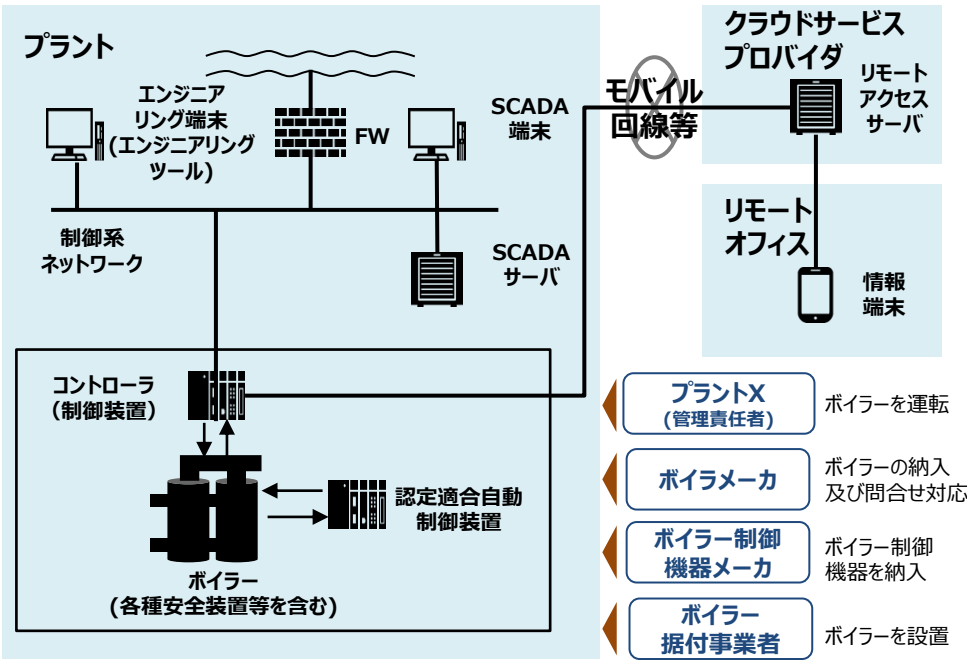 プラント
エンジニア
リング端末
(エンジニアリング
ツール)
FW
SCADA
端末
制御系
ネットワーク
SCADA
サーバ
モバイル
回線等
クラウドサービス
プロバイダ
リモート
アクセス
サーバ
リモート
オフィス
情報
端末
コントローラ
(制御装置)
認定適合自動
制御装置
ボイラー
(各種安全装置等を含む)
プラントX
(管理責任者)
ボイラーを運転
ボイラメーカ
ボイラーの納入
及び問合せ対応
ボイラー制御
機器メーカ
ボイラー制御
機器を納入
ボイラー
据付事業者
ボイラーを設置